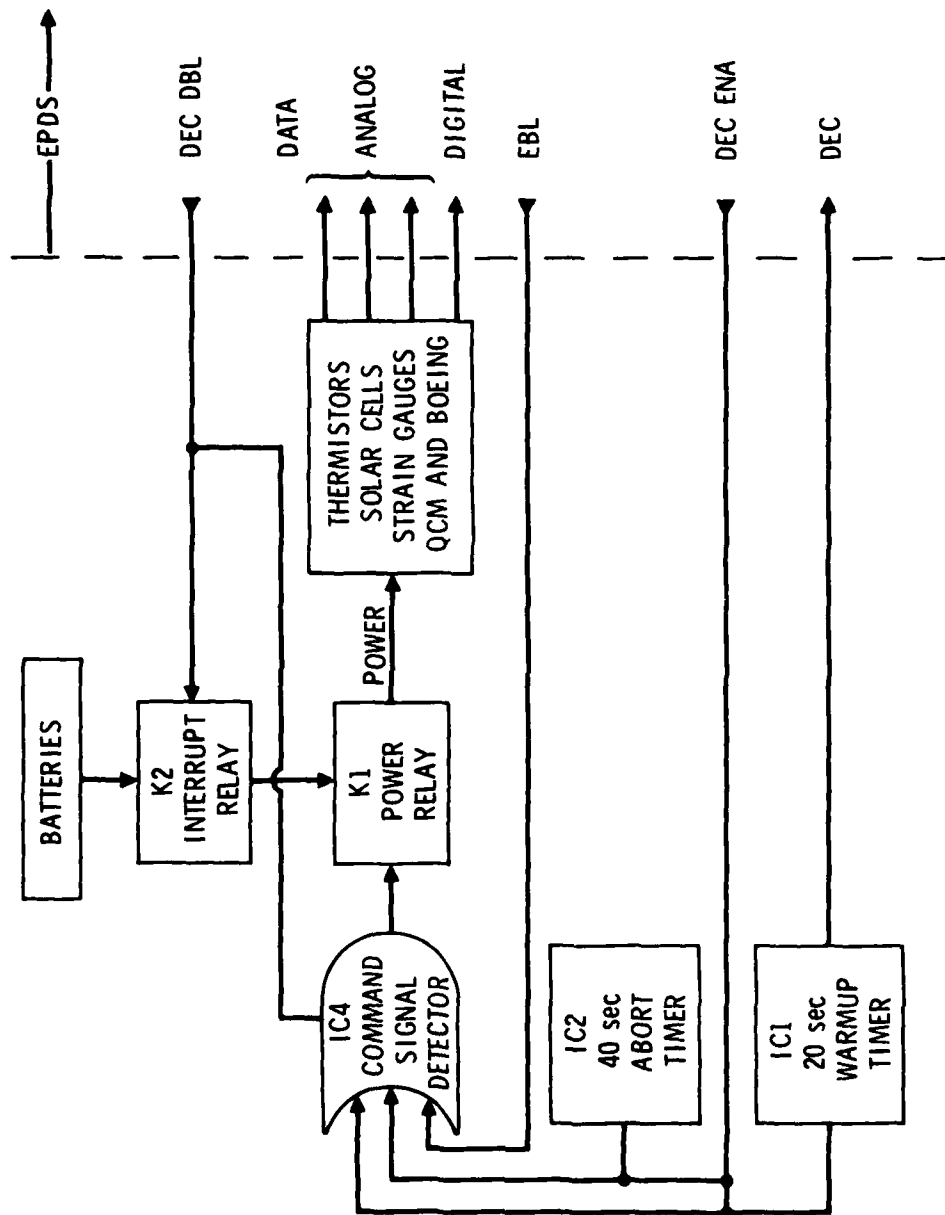 EPDS
BATTERIES
DEC DBL
K2
INTERRUPT
RELAY
DATA
ANALOG
DIGITAL
IC4
COMMAND
SIGNAL
DETECTOR
K1
POWER
RELAY
POWER
THERMISTORS
SOLAR CELLS
STRAIN GAUGES
QCM AND BOEING
EBL
IC2
40 sec
ABORT
TIMER
DEC ENA
IC1
20 sec
WARMUP
TIMER
DEC